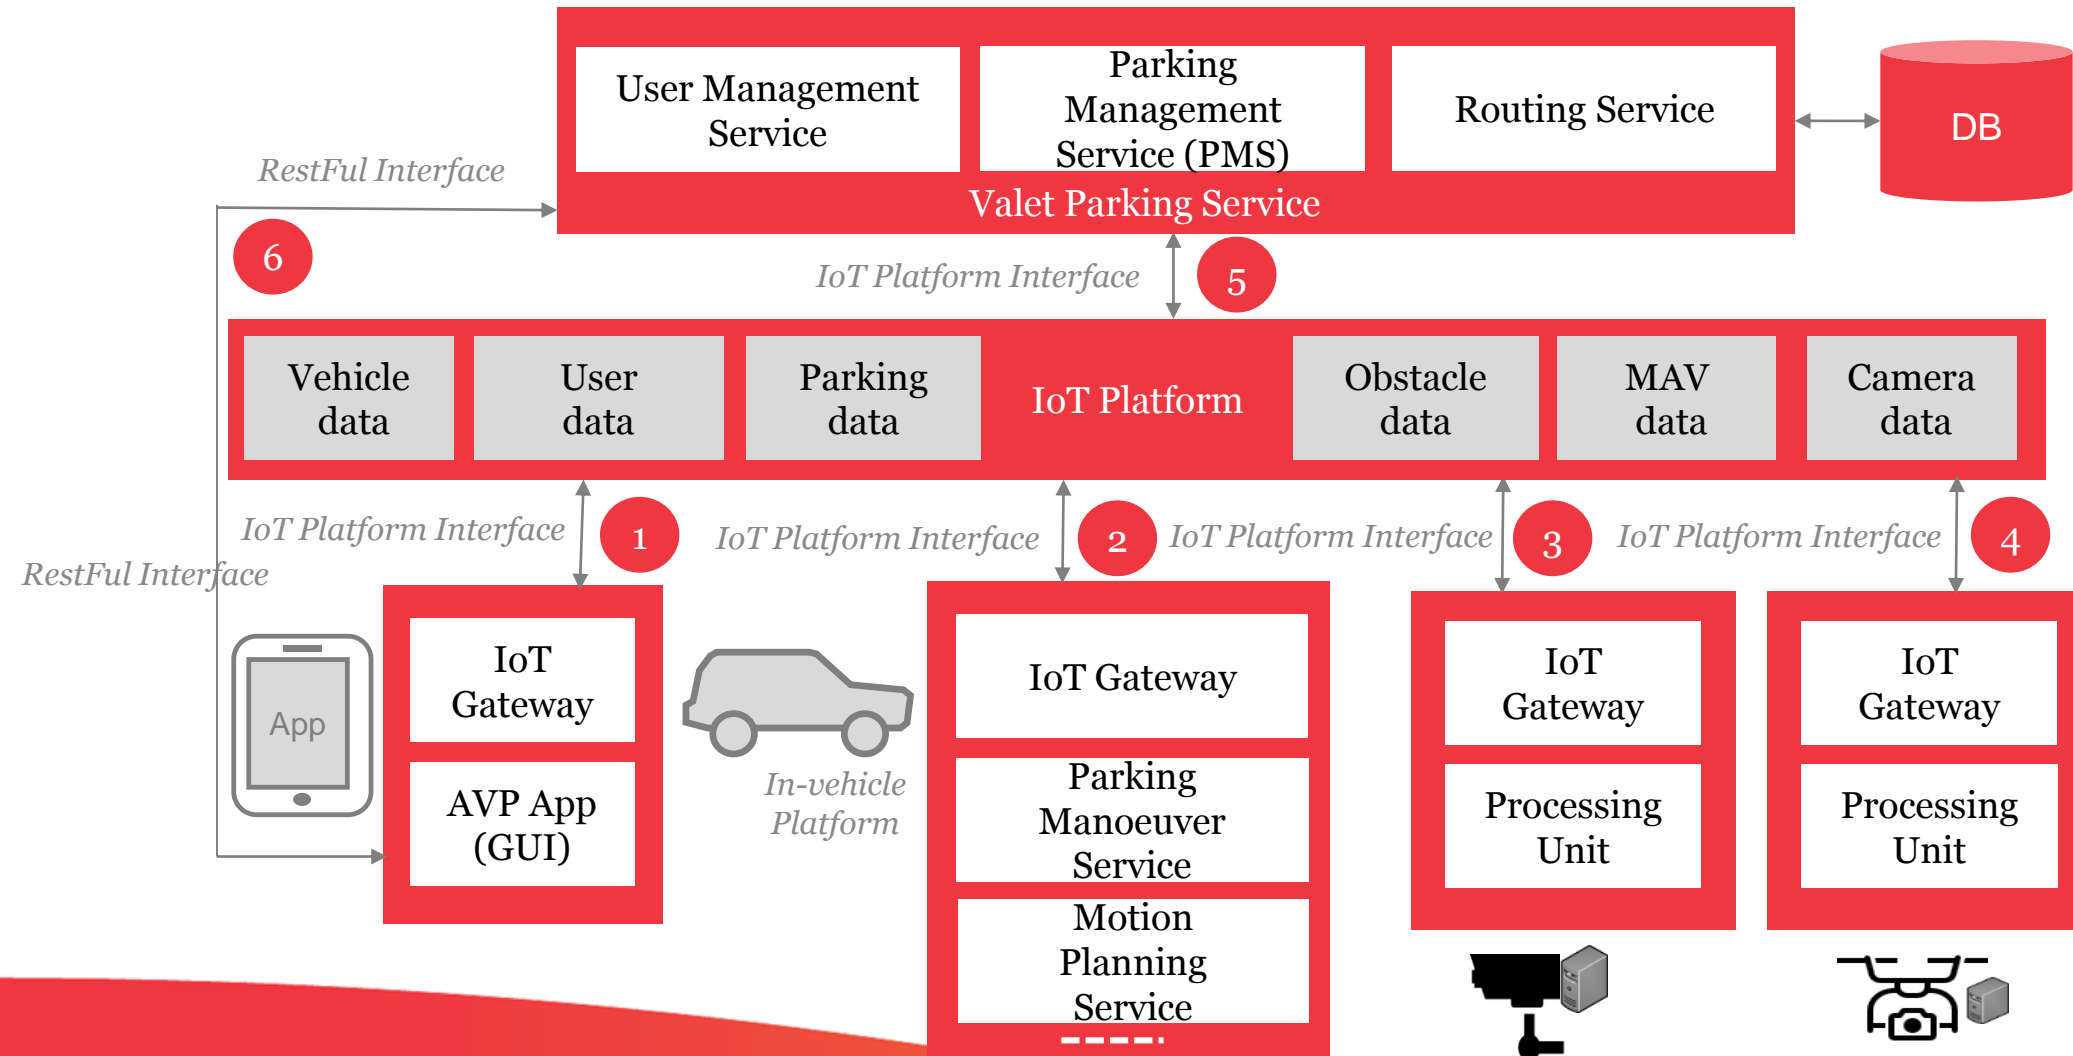 User Management
Service
Parking
Management
Service (PMS)
Routing Service
DB
Valet Parking Service
RestFul Interface
6
IoT Platform Interface
5
Vehicle
data
User
data
Parking
data
IoT Platform
Obstacle
data
MAV
data
Camera
data
IoT Platform Interface
1
IoT Platform Interface
2
IoT Platform Interface
3
IoT Platform Interface
4
RestFul Interface
App
IoT
Gateway
AVP App
(GUI)
In-vehicle
Platform
IoT Gateway
Parking
Manoeuver
Service
Motion
Planning
Service
IoT
Gateway
Processing
Unit
IoT
Gateway
Processing
Unit